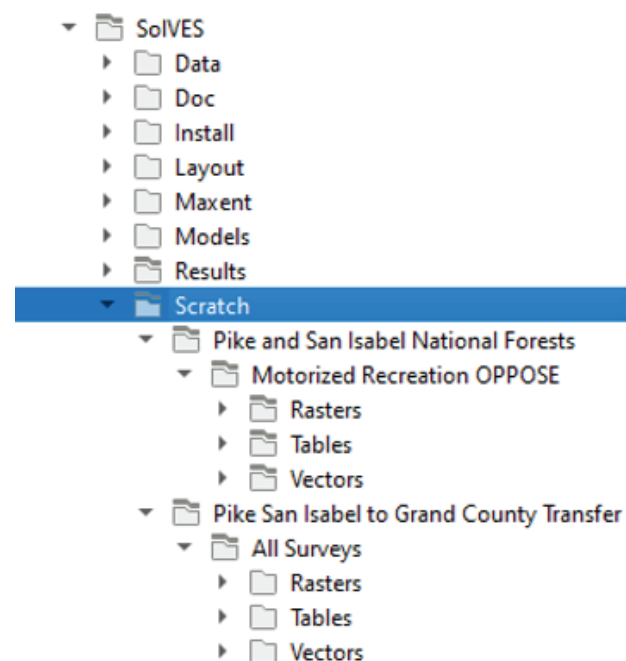 SolVES
Data
Doc
Install
Layout
Maxent
Models
Results
Scratch
Pike and San Isabel National Forests
Motorized Recreation OPPOSE
Rasters
Tables
Vectors
Pike San Isabel to Grand County Transfer
All Surveys
Rasters
Tables
Vectors